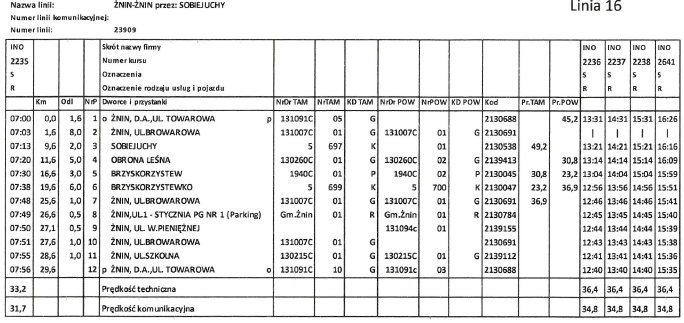 Nazwa linii: ŻNIN-ŻNIN przez: SOBIEJUCHY Linia 16
Numer linii komunikacyjnej:
Numer linii: 23909
INO Skrót nazwy firmy INO INO INO INO
2235 Numer kursu 2236 2237 2238 2641
S Oznaczenia S S S S
R Oznaczenie rodzaju usług i pojazdu R R R R
Km Odl NrP Dworce i przystanki NrDr TAM NrTAM KD TAM NrDr POW NrPOW KD POW Kod Pr.TAM Pr.POW
07:00 0,0 1,6 1 o ŻNIN, D.A.,UL. TOWAROWA p 131091C 05 G 2130688 45,2 13:31 14:31 15:31 16:26
07:03 1,6 8,0 2 ŻNIN, UL.BROWAROWA 131007C 01 G 131007C 01 G 2130691 | | | |
07:13 9,6 2,0 3 SOBIEJUCHY 5 697 K 01 2130538 49,2 13:21 14:21 15:21 16:16
07:20 11,6 5,0 4 OBRONA LEŚNA 130260C 01 G 130260C 02 G 2139413 30,8 13:14 14:14 15:14 16:09
07:30 16,6 3,0 5 BRZYSKORZYSTEW 1940C 01 P 1940C 02 P 2130045 30,8 23,2 13:04 14:04 15:04 15:59
07:38 19,6 6,0 6 BRZYSKORZYSTEWKO 5 699 K 5 700 K 2130047 23,2 36,9 12:56 13:56 14:56 15:51
07:48 25,6 1,0 7 ŻNIN, UL.BROWAROWA 131007C 01 G 131007C 01 G 2130691 36,9 12:46 13:46 14:46 15:41
07:49 26,6 0,5 8 ŻNIN,UL1 - STYCZNIA PG NR 1 (Parking) Gm.Żnin 01 R Gm.Żnin 01 R 2130784 12:45 13:45 14:45 15:40
07:50 27,1 0,5 9 ŻNIN, UL. W.PIENIĘŻNEJ 131094c 01 2139155 12:44 13:44 14:44 15:39
07:51 27,6 1,0 10 ŻNIN, UL.BROWAROWA 131007C 01 G 2130691 12:43 13:43 14:43 15:38
07:55 28,6 1,0 11 ŻNIN, UL.SZKOLNA 130215C 01 G 130215C 01 G 2139112 12:41 13:41 14:41 15:36
07:56 29,6 12 p ŻNIN, D.A.,UL. TOWAROWA o 131091C 10 G 131091c 03 2130688 12:40 13:40 14:40 15:35
33,2 Prędkość techniczna 36,4 36,4 36,4 36,4
31,7 Prędkość komunikacyjna 34,8 34,8 34,8 34,8